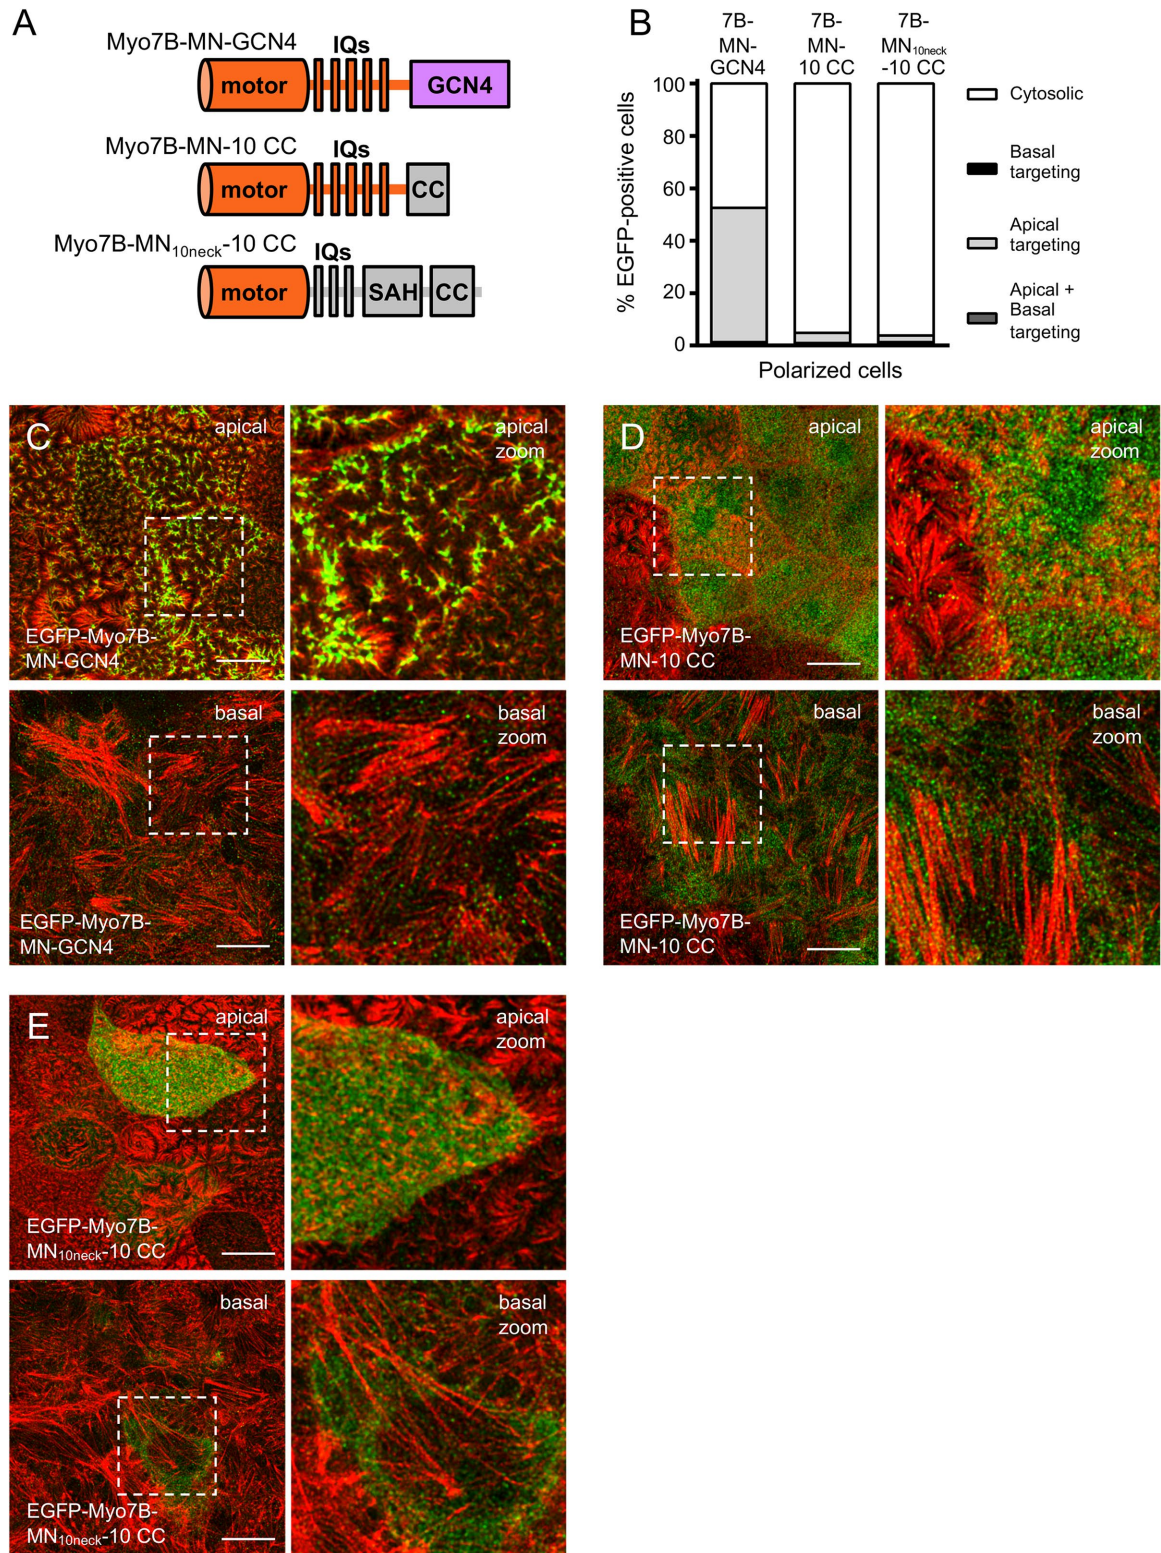 A
Myo7B-MN-GCN4
IQs
motor
GCN4
Myo7B-MN-10 CC
IQs
motor
CC
Myo7B-MN10neck-10 CC
IQs
motor
SAH
CC
B
7B-
MN-
GCN4
7B-
MN-
10 CC
7B-
MN10neck
-10 CC
% EGFP-positive cells
100
80
60
40
20
0
Polarized cells
Cytosolic
Basal
targeting
Apical
targeting
Apical +
Basal
targeting
C
apical
EGFP-Myo7B-
MN-GCN4
apical
zoom
basal
EGFP-Myo7B-
MN-GCN4
basal
zoom
D
apical
EGFP-Myo7B-
MN-10 CC
apical
zoom
basal
EGFP-Myo7B-
MN-10 CC
basal
zoom
E
apical
EGFP-Myo7B-
MN10neck-10 CC
apical
zoom
basal
EGFP-Myo7B-
MN10neck-10 CC
basal
zoom